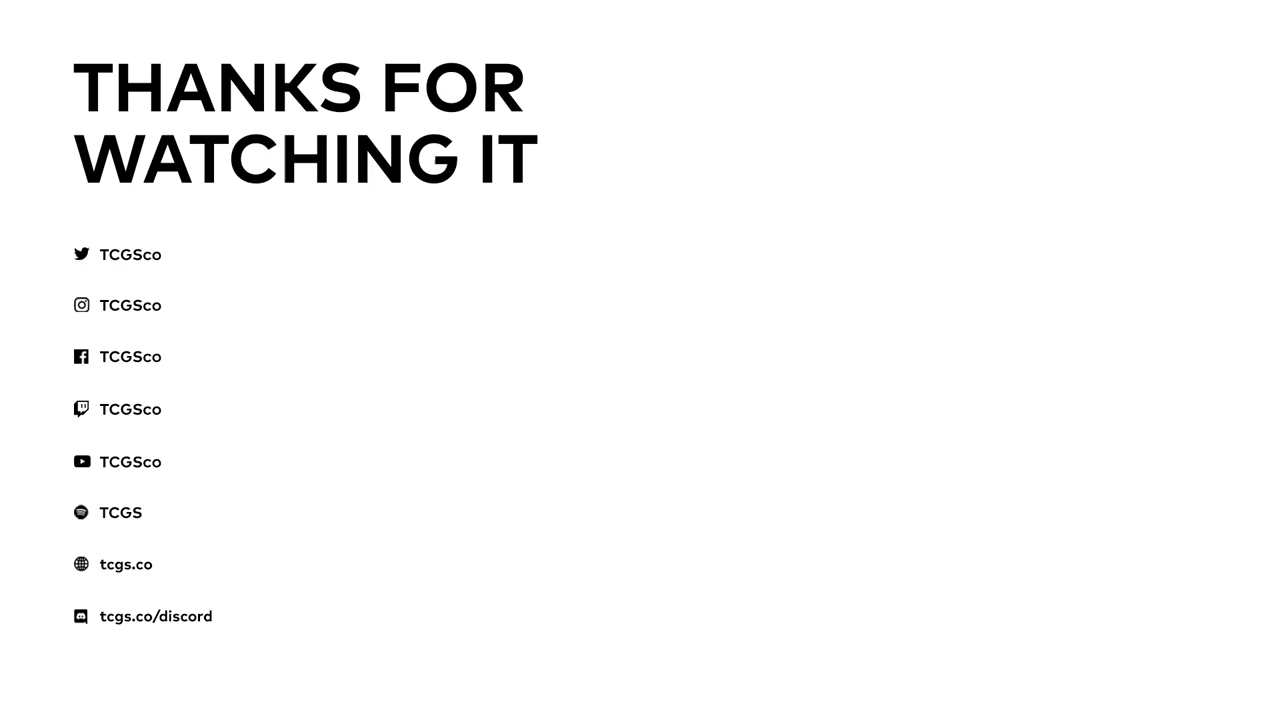 THANKS FOR
WATCHING IT
TCGSco
TCGSco
TCGSco
TCGSco
TCGSco
TCGS
tcgs.co
tcgs.co/discord